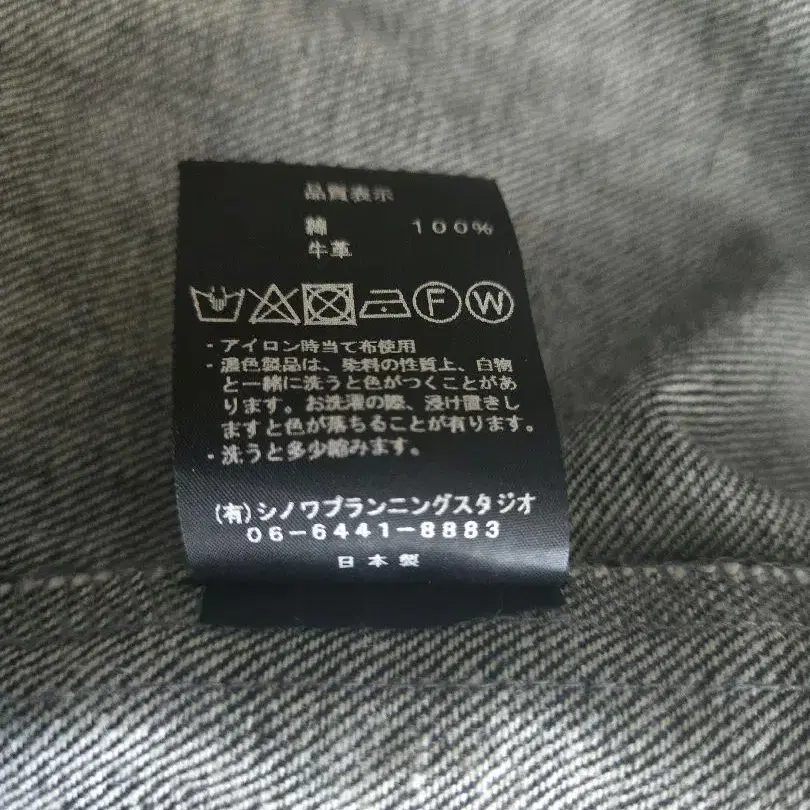 品質表示
綿 100%
牛革
Ⓕ Ⓦ
・アイロン時当て布使用
・濃色製品は、染料の性質上、白物
と一緒に洗うと色がつくことがあ
ります。お洗濯の際、浸け置きし
ますと色が落ちることが有ります。
・洗うと多少縮みます。
(有)シノワプランニングスタジオ
06-6441-8883
日本製